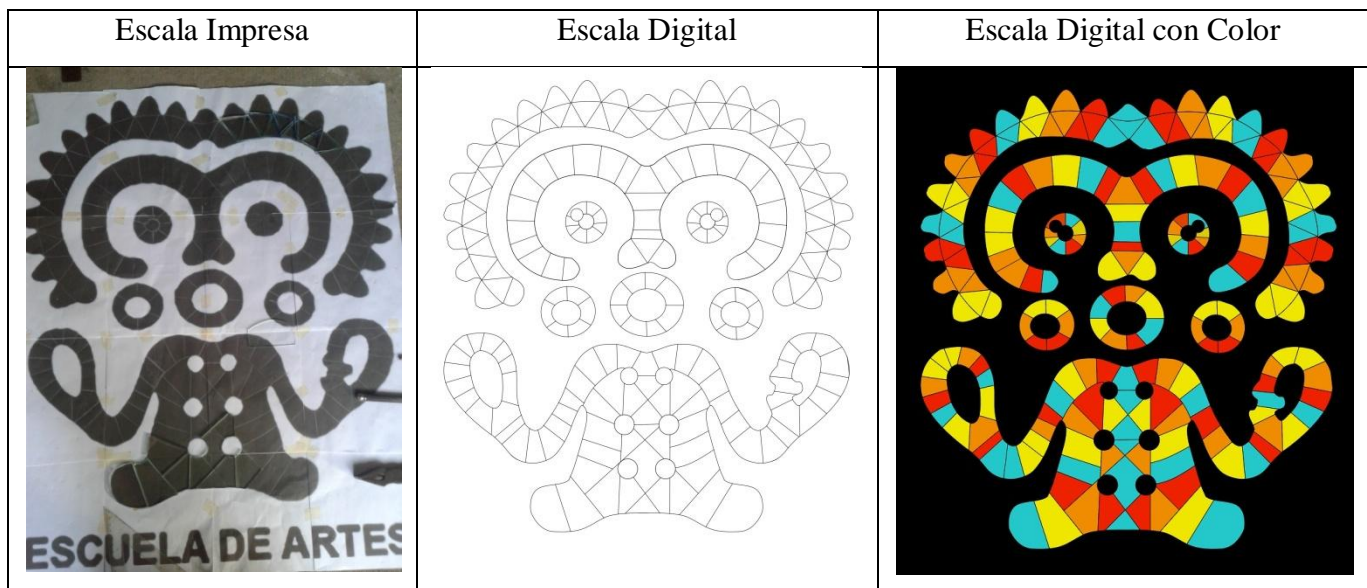 Escala Impresa
Escala Digital
Escala Digital con Color
ESCUELA DE ARTES